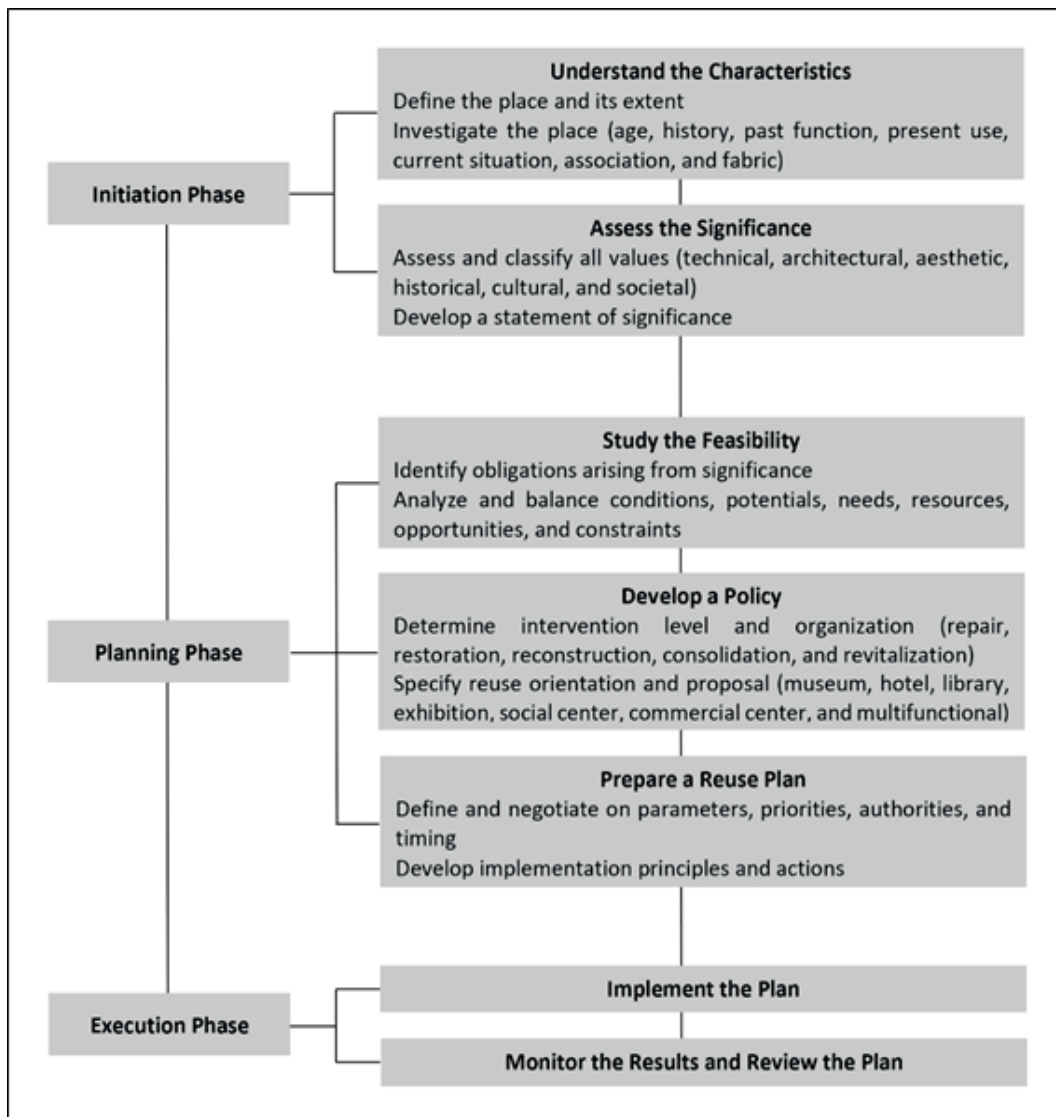 Understand the Characteristics
Define the place and its extent
Investigate the place (age, history, past function, present use,
current situation, association, and fabric)
Initiation Phase
Assess the Significance
Assess and classify all values (technical, architectural, aesthetic,
historical, cultural, and societal)
Develop a statement of significance
Study the Feasibility
Identify obligations arising from significance
Analyze and balance conditions, potentials, needs, resources,
opportunities, and constraints
Planning Phase
Develop a Policy
Determine intervention level and organization (repair,
restoration, reconstruction, consolidation, and revitalization)
Specify reuse orientation and proposal (museum, hotel, library,
exhibition, social center, commercial center, and multifunctional)
Prepare a Reuse Plan
Define and negotiate on parameters, priorities, authorities, and
timing
Develop implementation principles and actions
Execution Phase
Implement the Plan
Monitor the Results and Review the Plan